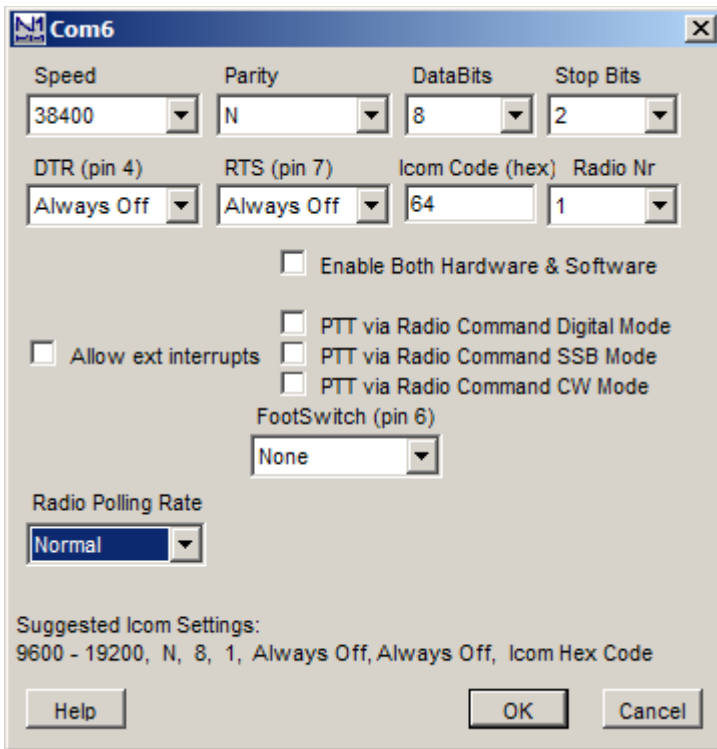 N1
Com6
Speed Parity DataBits Stop Bits
38400 N 8 2
DTR (pin 4) RTS (pin 7) Icom Code (hex) Radio Nr
Always Off Always Off 64 1
Enable Both Hardware & Software
PTT via Radio Command Digital Mode
Allow ext interrupts PTT via Radio Command SSB Mode
PTT via Radio Command CW Mode
FootSwitch (pin 6)
None
Radio Polling Rate
Normal
Suggested Icom Settings:
9600 - 19200, N, 8, 1, Always Off, Always Off, Icom Hex Code
Help OK Cancel